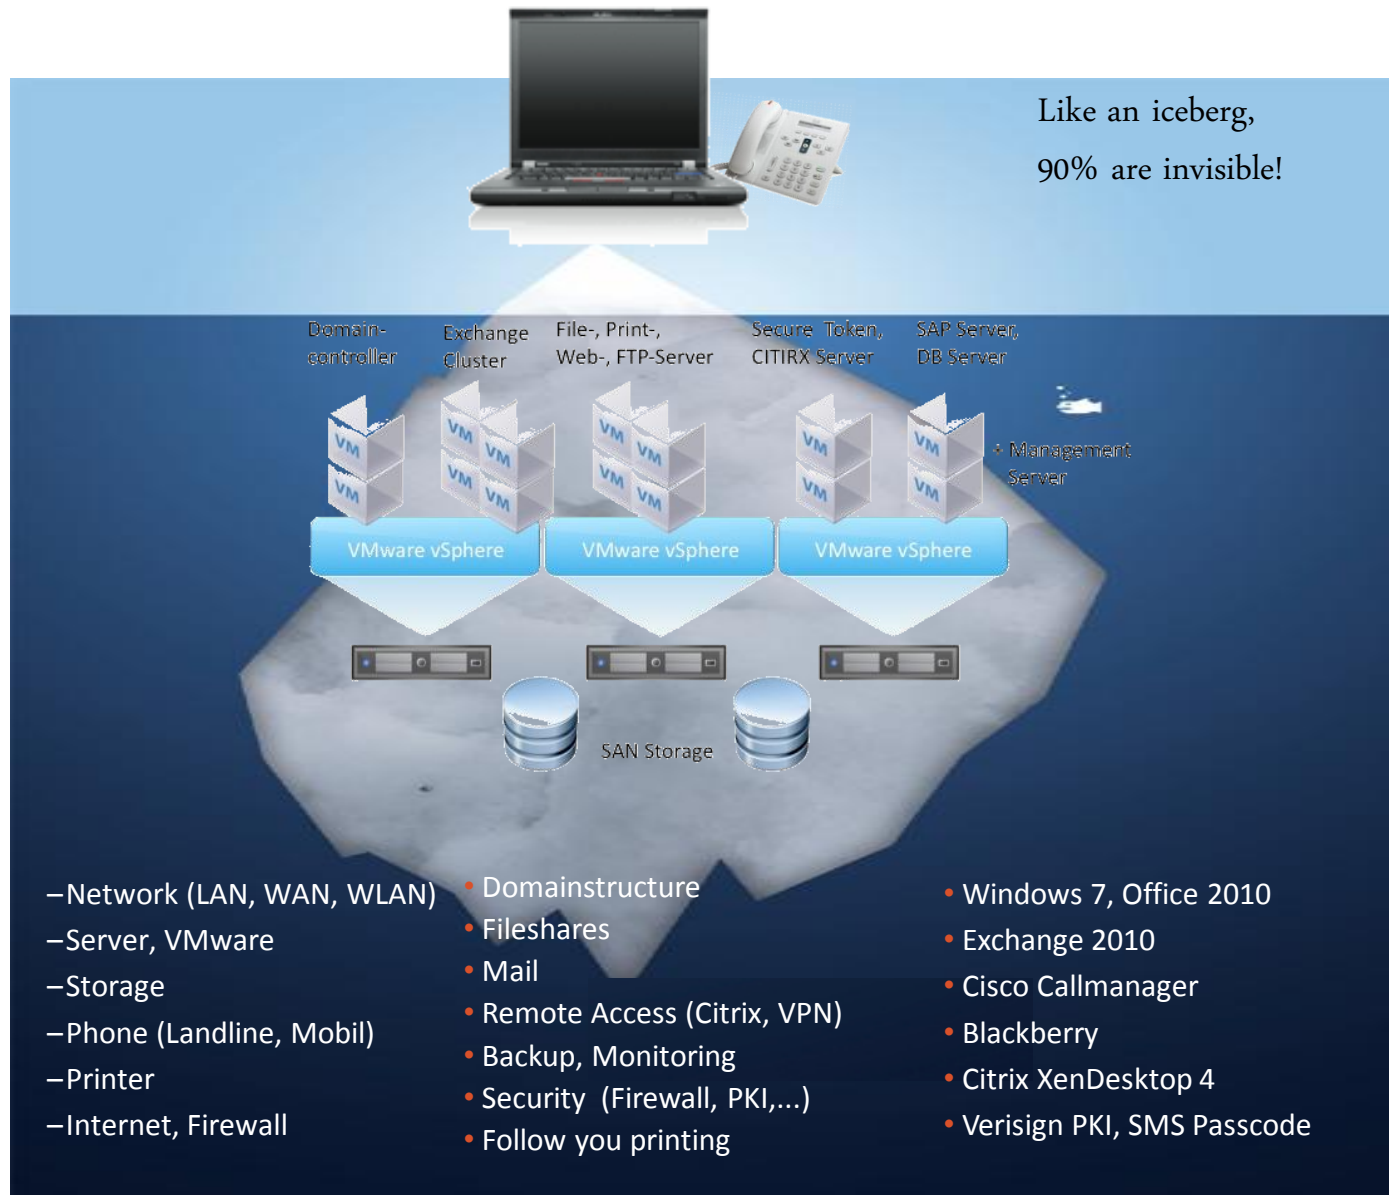 Like an iceberg,
90% are invisible!
Domain-
controller
Exchange
Cluster
File-, Print-,
Web-, FTP-Server
Secure Token,
CITIRX Server
SAP Server,
DB Server
VM
VM
VM
VM
VM
VM
VM
VM
VM
VM
VM
VM
VM
VM
+ Management
Server
VMware vSphere
VMware vSphere
VMware vSphere
SAN Storage
–Network (LAN, WAN, WLAN)
–Server, VMware
–Storage
–Phone (Landline, Mobil)
–Printer
–Internet, Firewall
• Domainstructure
• Fileshares
• Mail
• Remote Access (Citrix, VPN)
• Backup, Monitoring
• Security (Firewall, PKI,...)
• Follow you printing
• Windows 7, Office 2010
• Exchange 2010
• Cisco Callmanager
• Blackberry
• Citrix XenDesktop 4
• Verisign PKI, SMS Passcode